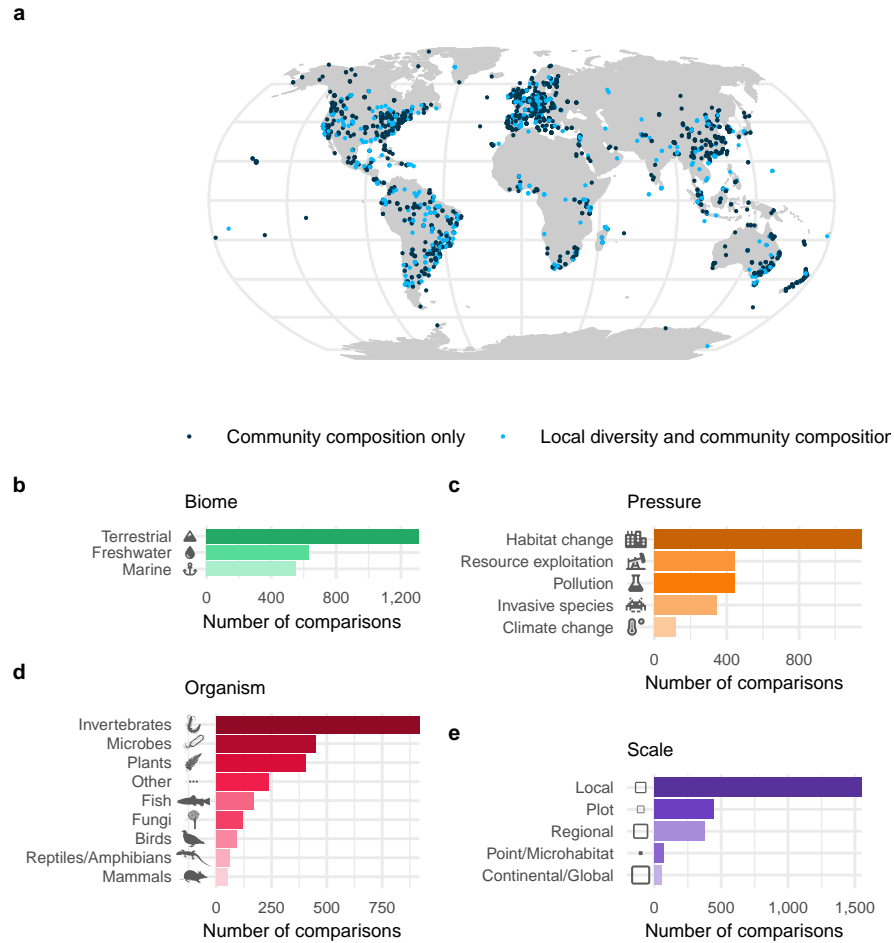 a
Community composition only
Local diversity and community composition
b
Biome
Terrestrial
Freshwater
Marine
0 400 800 1,200
Number of comparisons
c
Pressure
Habitat change
Resource exploitation
Pollution
Invasive species
Climate change
0 400 800
Number of comparisons
d
Organism
Invertebrates
Microbes
Plants
Other
Fish
Fungi
Birds
Reptiles/Amphibians
Mammals
0 250 500 750
Number of comparisons
e
Scale
Local
Plot
Regional
Point/Microhabitat
Continental/Global
0 500 1,000 1,500
Number of comparisons